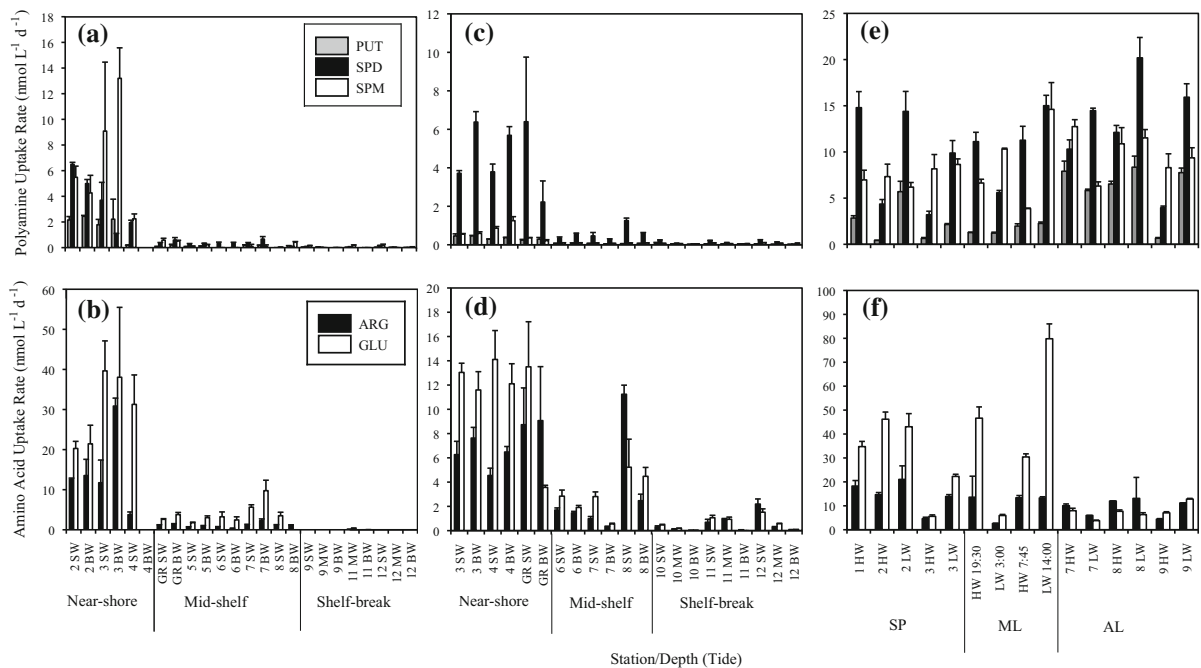 Polyamine Uptake Rate (nmol L⁻¹ d⁻¹)
18
16
14
12
10
8
6
4
2
0
(a)
PUT
SPD
SPM
12
10
8
6
4
2
0
(c)
25
20
15
10
5
0
(e)
Amino Acid Uptake Rate (nmol L⁻¹ d⁻¹)
60
50
40
30
20
10
0
(b)
ARG
GLU
20
18
16
14
12
10
8
6
4
2
0
(d)
100
90
80
70
60
50
40
30
20
10
0
(f)
2 SW
2 BW
3 SW
3 BW
4 SW
4 BW
GR SW
GR BW
5 SW
5 BW
6 SW
6 BW
7 SW
7 BW
8 SW
8 BW
9 SW
9 MW
9 BW
11 MW
11 BW
12 SW
12 MW
12 BW
Near-shore
Mid-shelf
Shelf-break
3 SW
3 BW
4 SW
4 BW
GR SW
GR BW
6 SW
6 BW
7 SW
7 BW
8 SW
8 BW
10 SW
10 MW
10 BW
11 SW
11 MW
11 BW
12 SW
12 MW
12 BW
Near-shore
Mid-shelf
Shelf-break
1 HW
2 HW
2 LW
3 HW
3 LW
HW 19:30
LW 3:00
HW 7:45
LW 14:00
7 HW
7 LW
8 HW
8 LW
9 HW
9 LW
SP
ML
AL
Station/Depth (Tide)